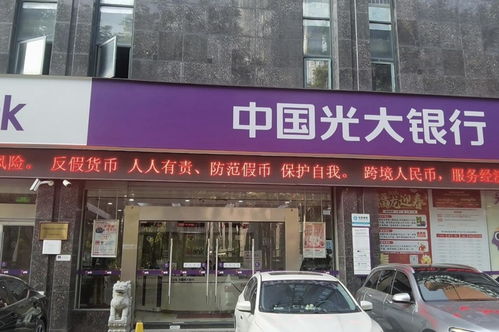 k 中国光大银行
风险。 反假货币 人人有责、防范假币 保护自我。 跨境人民币，服务经